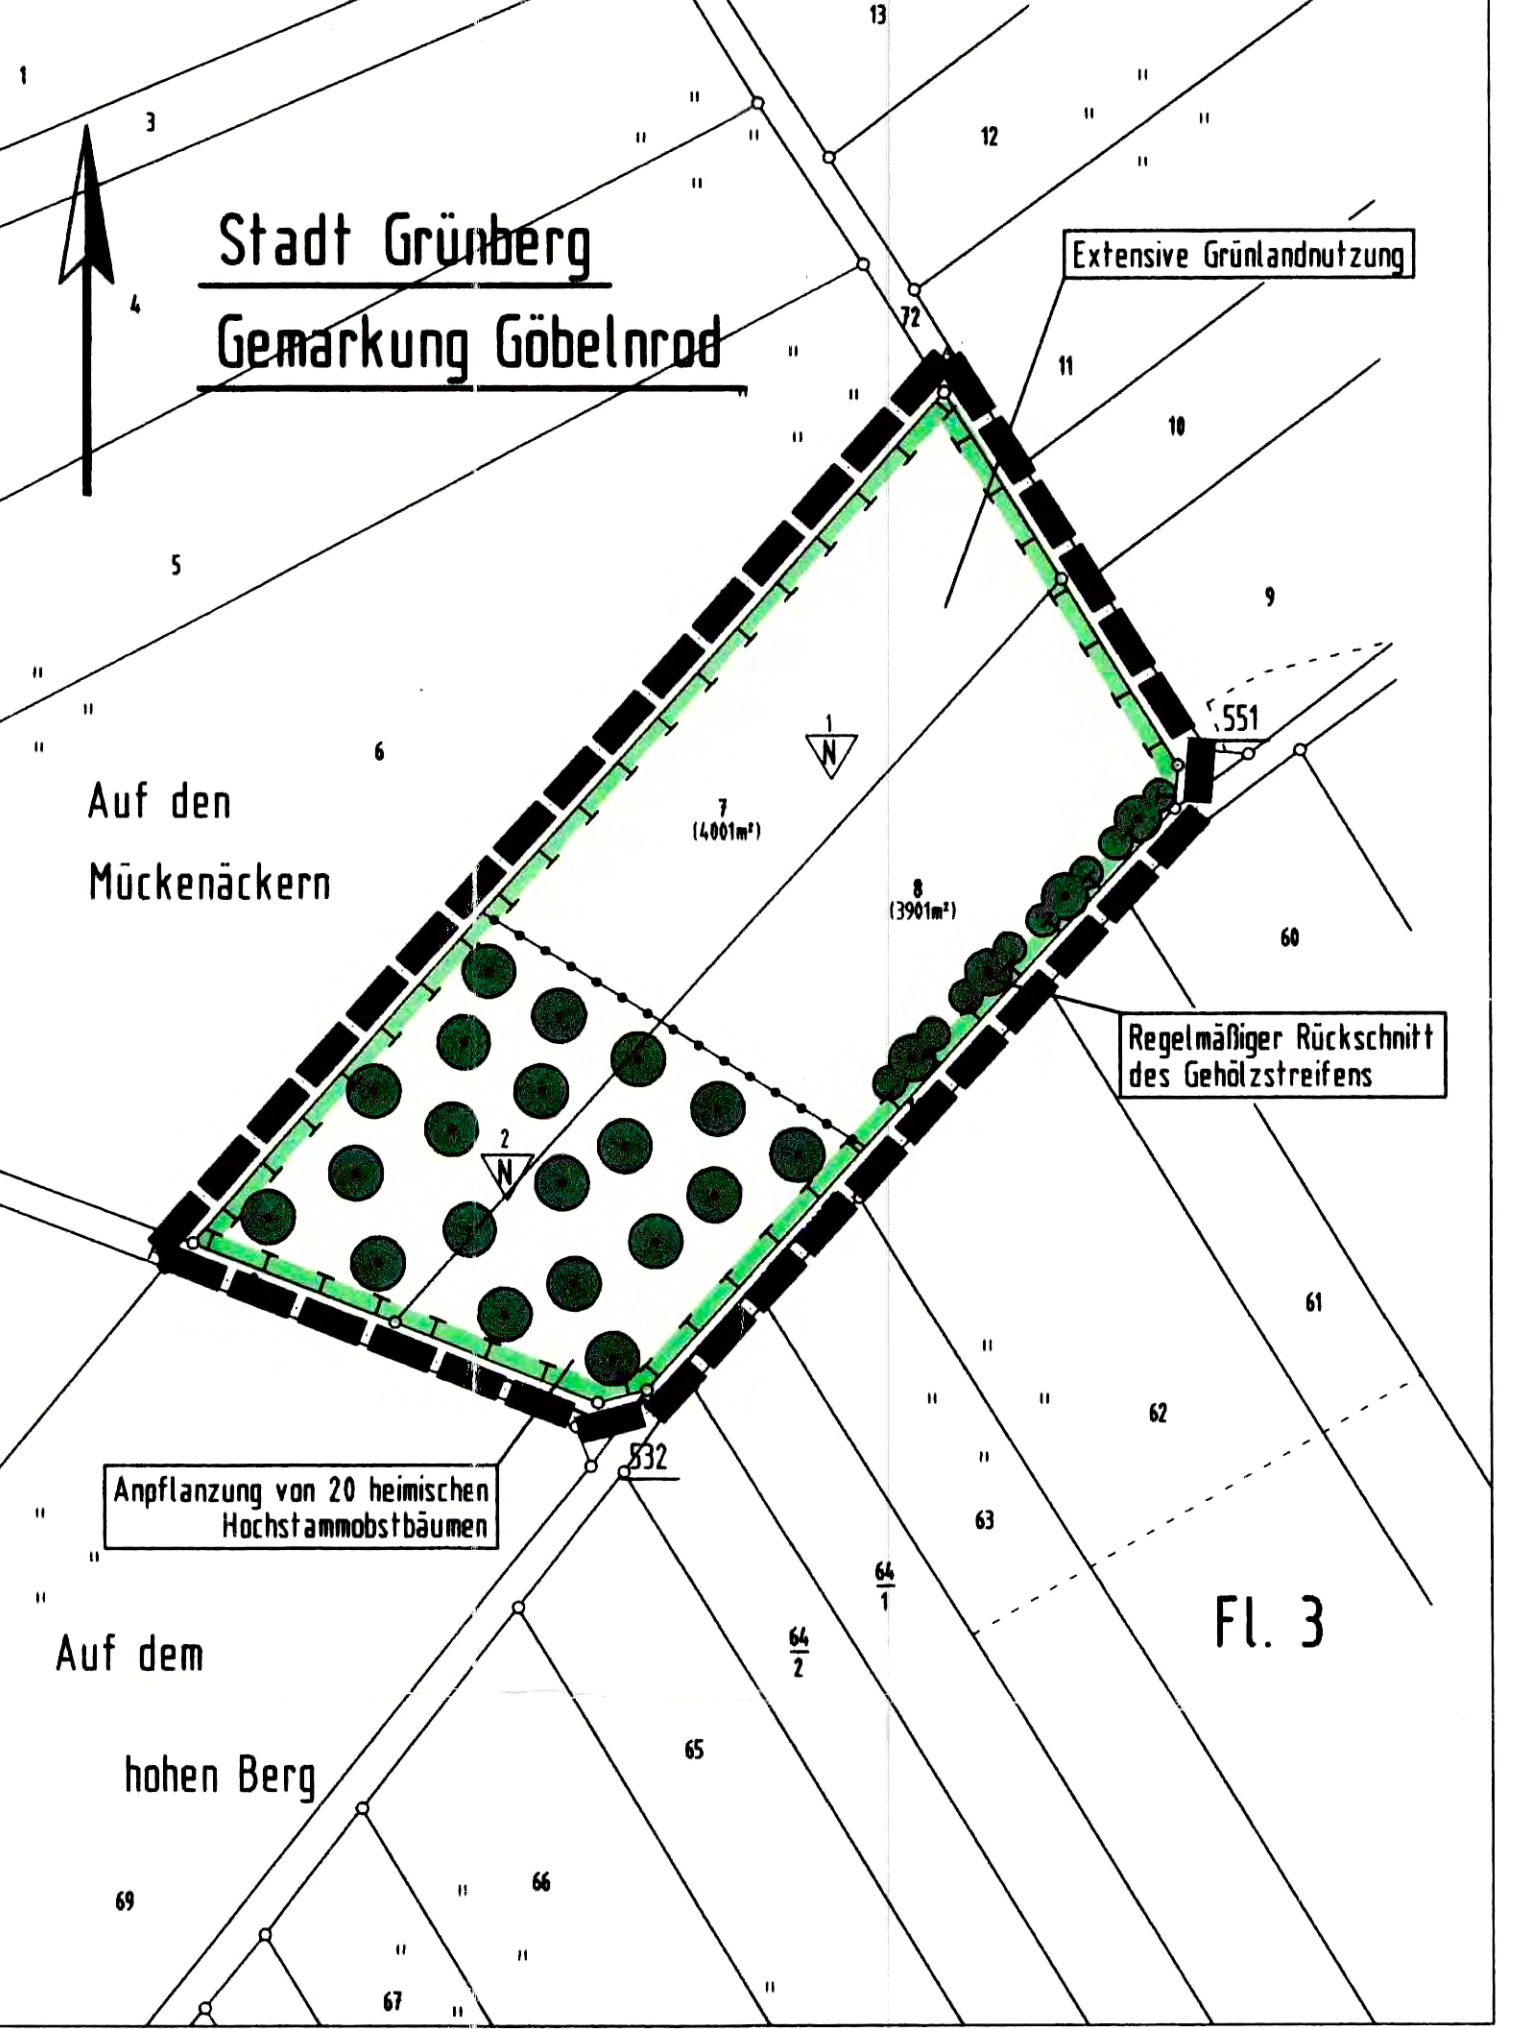 13
1
3
12
Stadt Grünberg
Extensive Grünlandnutzung
4
72
Gemarkung Göbelnrod
11
10
5
9
551
1
N
6
Auf den
7
(4001m²)
Mückenäckern
8
(3901m²)
60
Regelmäßiger Rückschnitt
des Gehölzstreifens
2
N
61
62
532
Anpflanzung von 20 heimischen
Hochstammobstbäumen
63
64
1
Fl. 3
64
2
Auf dem
65
hohen Berg
66
69
67